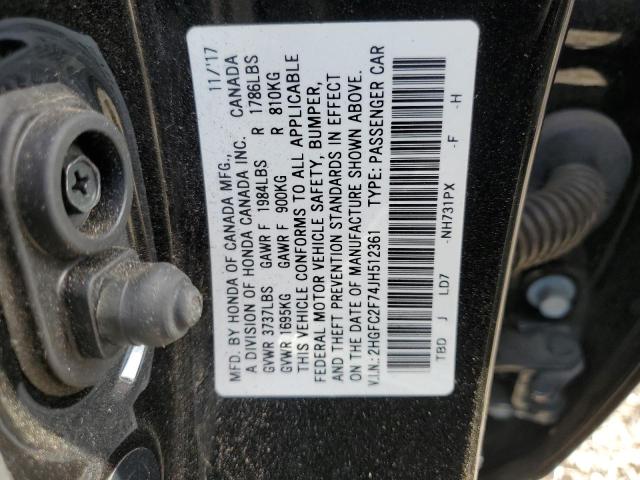 MFD. BY HONDA OF CANADA MFG., 11/17
A DIVISION OF HONDA CANADA INC. CANADA
GVWR 3737LBS GAWR F 1984LBS R 1786LBS
GVWR 1695KG GAWR F 900KG R 810KG
THIS VEHICLE CONFORMS TO ALL APPLICABLE
FEDERAL MOTOR VEHICLE SAFETY, BUMPER,
AND THEFT PREVENTION STANDARDS IN EFFECT
ON THE DATE OF MANUFACTURE SHOWN ABOVE.
V.I.N.: 2HGFC2F74JH512361 TYPE: PASSENGER CAR
TBD J LD7 -NH731PX -F -H